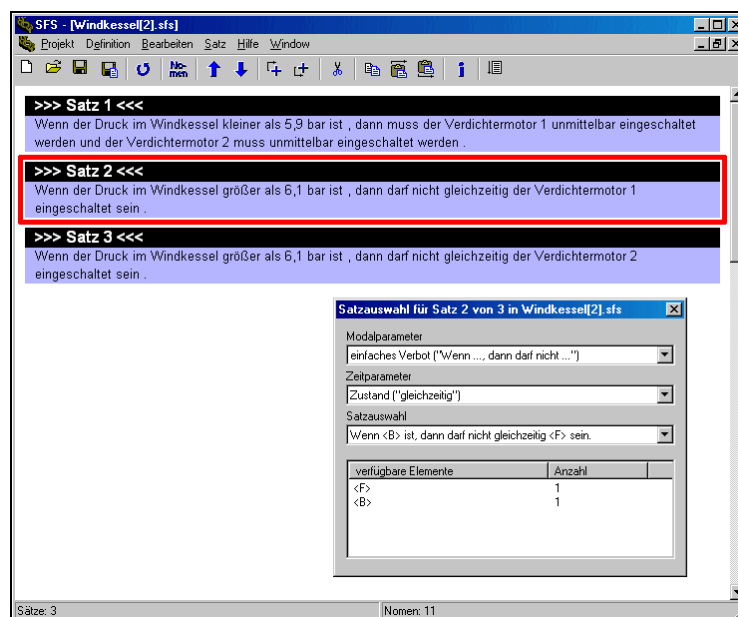 SFS - [Windkessel[2].sfs]
Projekt Definition Bearbeiten Satz Hilfe Window
No-
men
>>> Satz 1 <<<
Wenn der Druck im Windkessel kleiner als 5,9 bar ist , dann muss der Verdichtermotor 1 unmittelbar eingeschaltet
werden und der Verdichtermotor 2 muss unmittelbar eingeschaltet werden .
>>> Satz 2 <<<
Wenn der Druck im Windkessel größer als 6,1 bar ist , dann darf nicht gleichzeitig der Verdichtermotor 1
eingeschaltet sein .
>>> Satz 3 <<<
Wenn der Druck im Windkessel größer als 6,1 bar ist , dann darf nicht gleichzeitig der Verdichtermotor 2
eingeschaltet sein .
Satzauswahl für Satz 2 von 3 in Windkessel[2].sfs
Modalparameter
einfaches Verbot ("Wenn ..., dann darf nicht ...")
Zeitparameter
Zustand ("gleichzeitig")
Satzauswahl
Wenn <B> ist, dann darf nicht gleichzeitig <F> sein.
verfügbare Elemente Anzahl
<F> 1
<B> 1
Sätze: 3 Nomen: 11